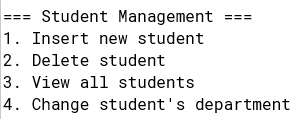 === Student Management ===
1. Insert new student
2. Delete student
3. View all students
4. Change student's department